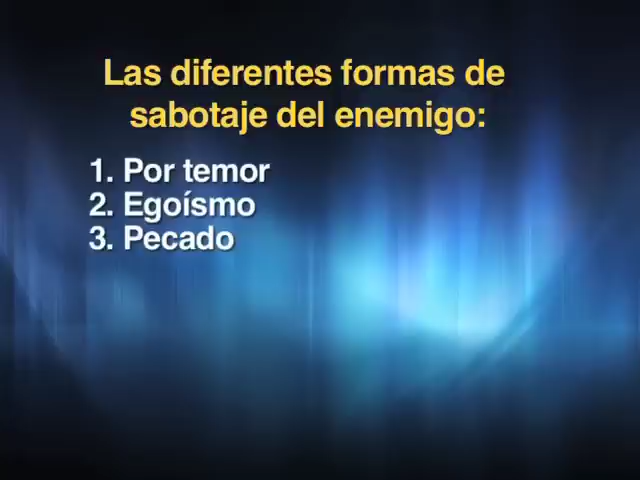 Las diferentes formas de
sabotaje del enemigo:
1. Por temor
2. Egoísmo
3. Pecado